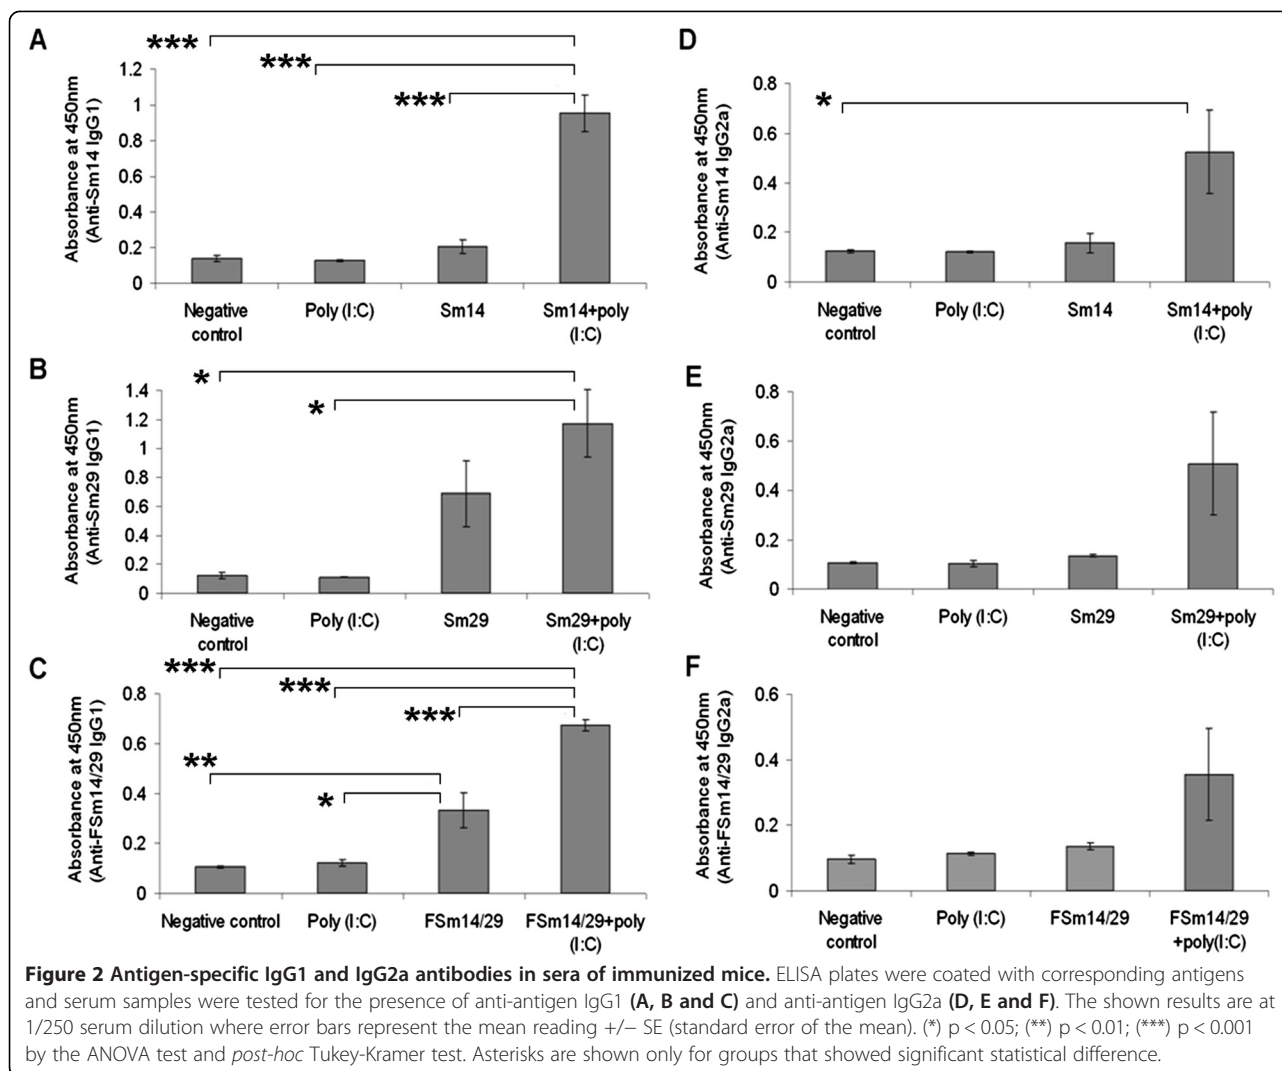 A
***
***
***
Absorbance at 450nm
(Anti-Sm14 IgG1)
1.2
1
0.8
0.6
0.4
0.2
0
Negative
control
Poly (I:C)
Sm14
Sm14+poly
(I:C)
D
*
Absorbance at 450nm
(Anti-Sm14 IgG2a)
0.8
0.6
0.4
0.2
0
Negative
control
Poly (I:C)
Sm14
Sm14+poly
(I:C)
B
*
*
Absorbance at 450nm
(Anti-Sm29 IgG1)
1.4
1.2
1
0.8
0.6
0.4
0.2
0
Negative
control
Poly (I:C)
Sm29
Sm29+poly
(I:C)
E
Absorbance at 450nm
(Anti-Sm29 IgG2a)
0.8
0.6
0.4
0.2
0
Negative
control
Poly (I:C)
Sm29
Sm29+poly
(I:C)
C
***
***
***
**
*
Absorbance at 450nm
(Anti-FSm14/29 IgG1)
0.8
0.6
0.4
0.2
0
Negative control
Poly (I:C)
FSm14/29
FSm14/29+poly
(I:C)
F
Absorbance at 450nm
(Anti-FSm14/29 IgG2a)
0.6
0.4
0.2
0
Negative
control
Poly (I:C)
FSm14/29
FSm14/29
+poly(I:C)
Figure 2 Antigen-specific IgG1 and IgG2a antibodies in sera of immunized mice. ELISA plates were coated with corresponding antigens
and serum samples were tested for the presence of anti-antigen IgG1 (A, B and C) and anti-antigen IgG2a (D, E and F). The shown results are at
1/250 serum dilution where error bars represent the mean reading +/− SE (standard error of the mean). (*) p < 0.05; (**) p < 0.01; (***) p < 0.001
by the ANOVA test and post-hoc Tukey-Kramer test. Asterisks are shown only for groups that showed significant statistical difference.